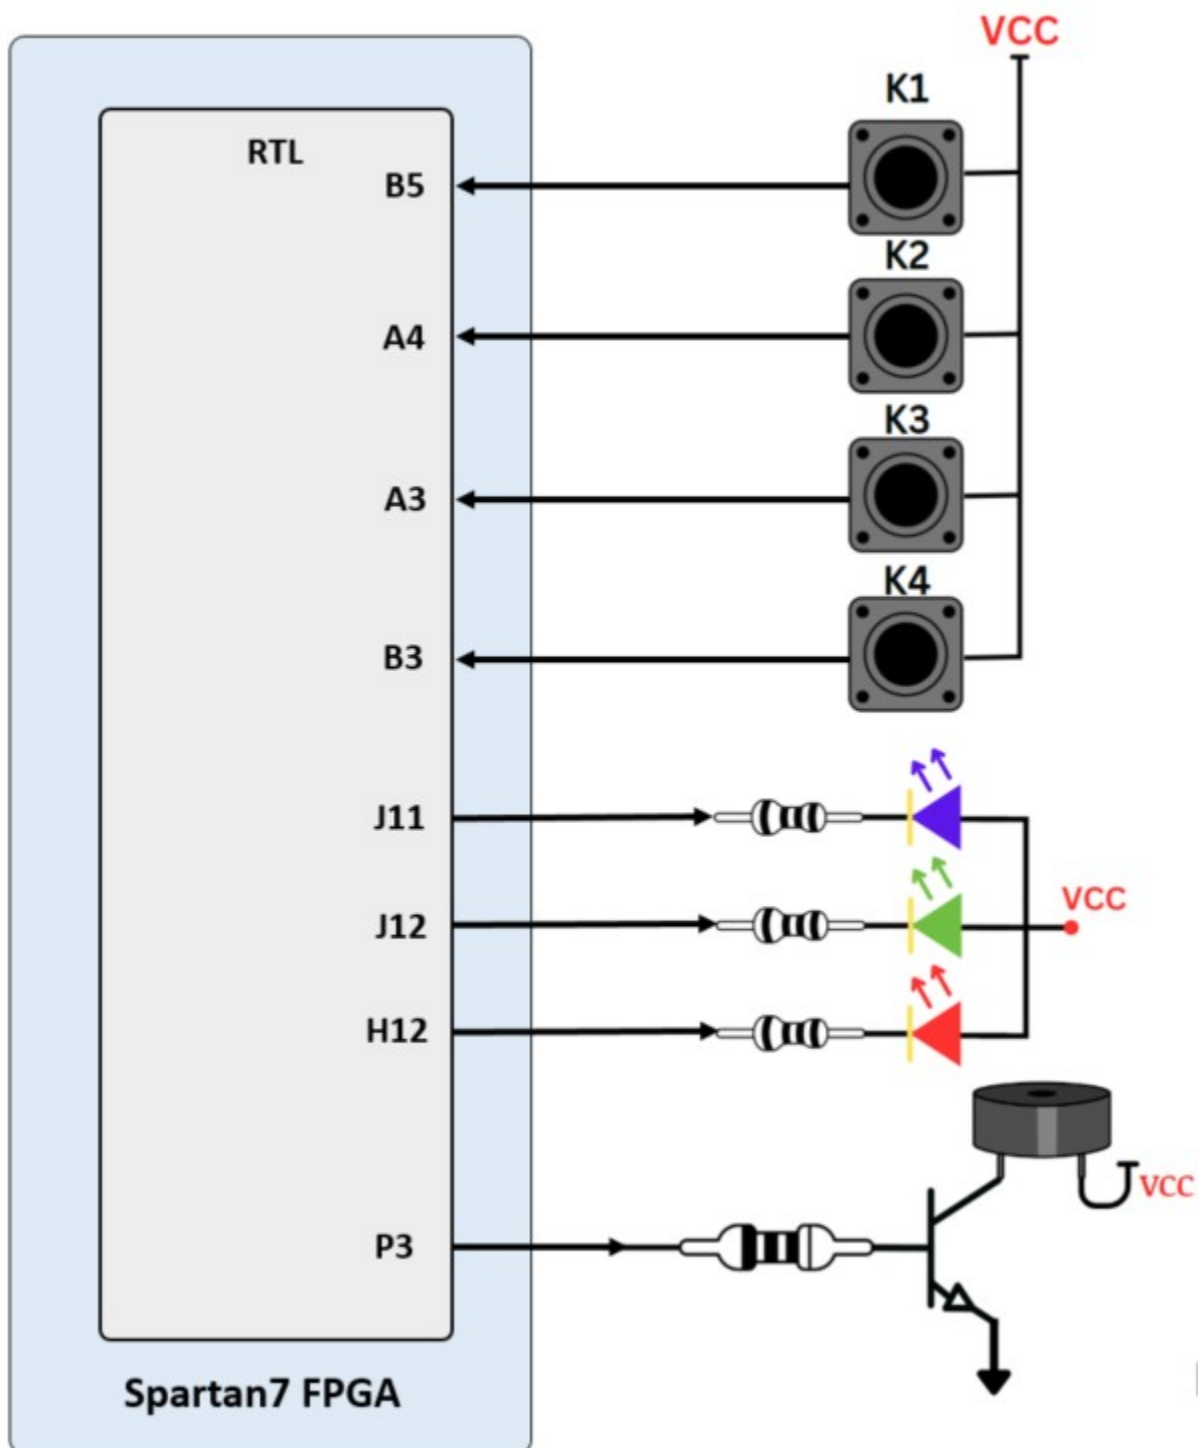 VCC
K1
RTL
B5
K2
A4
K3
A3
K4
B3
J11
J12
VCC
H12
VCC
P3
Spartan7 FPGA